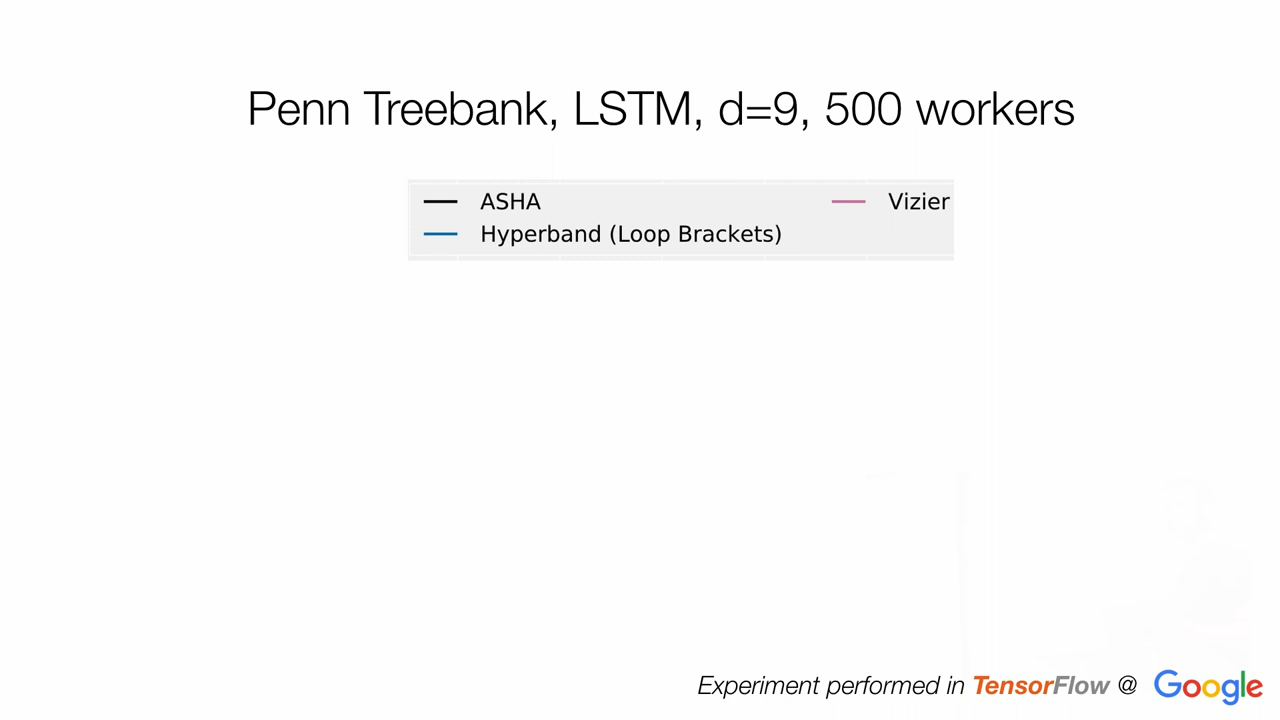 Penn Treebank, LSTM, d=9, 500 workers
ASHA
Vizier
Hyperband (Loop Brackets)
Experiment performed in TensorFlow @ Google